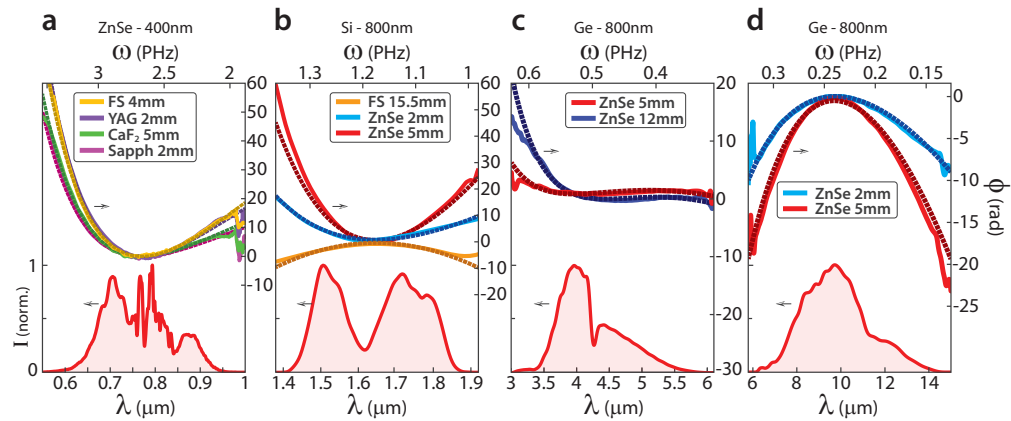 a
ZnSe - 400nm
ω (PHz)
3 2.5 2
FS 4mm
YAG 2mm
CaF₂ 5mm
Sapph 2mm
60
50
40
30
20
10
0
-10
1
I (norm.)
0
0.6 0.7 0.8 0.9 1
λ (μm)
b
Si - 800nm
ω (PHz)
1.3 1.2 1.1 1
FS 15.5mm
ZnSe 2mm
ZnSe 5mm
60
50
40
30
20
10
0
-10
-20
1.4 1.5 1.6 1.7 1.8 1.9
λ (μm)
c
Ge - 800nm
ω (PHz)
0.6 0.5 0.4
ZnSe 5mm
ZnSe 12mm
20
10
0
-10
-20
-30
3 3.5 4 4.5 5 5.5 6
λ (μm)
d
Ge - 800nm
ω (PHz)
0.3 0.24 0.2 0.13
ZnSe 2mm
ZnSe 5mm
0
-5
-10
-15
-20
-25
ϕ (rad)
6 8 10 12 14
λ (μm)